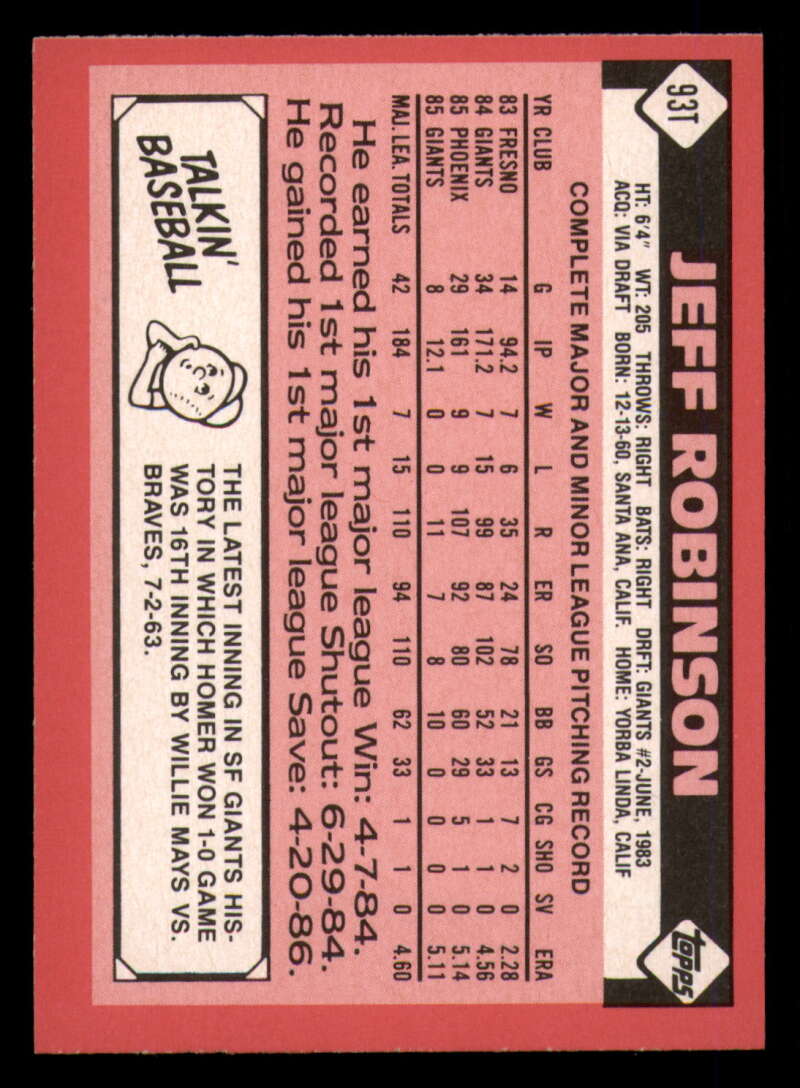 93T
JEFF ROBINSON
topps
HT: 6'4" WT: 205 THROWS: RIGHT BATS: RIGHT DRFT: GIANTS #2-JUNE, 1983
ACQ: VIA DRAFT BORN: 12-13-60, SANTA ANA, CALIF. HOME: YORBA LINDA, CALIF
COMPLETE MAJOR AND MINOR LEAGUE PITCHING RECORD
YR CLUB G IP W L R ER SO BB GS CG SHO SV ERA
83 FRESNO 14 94.2 7 6 35 24 78 21 13 7 2 0 2.28
84 GIANTS 34 171.2 7 15 99 87 102 52 33 1 1 0 4.56
85 PHOENIX 29 161 9 9 107 92 80 60 29 5 1 0 5.14
85 GIANTS 8 12.1 0 0 11 7 8 10 0 0 0 0 5.11
MAJ. LEA. TOTALS 42 184 7 15 110 94 110 62 33 1 1 0 4.60
He earned his 1st major league Win: 4-7-84.
Recorded 1st major league Shutout: 6-29-84.
He gained his 1st major league Save: 4-20-86.
TALKIN'
BASEBALL
THE LATEST INNING IN SF GIANTS HIS-
TORY IN WHICH HOMER WON 1-0 GAME
WAS 16TH INNING BY WILLIE MAYS VS.
BRAVES, 7-2-63.